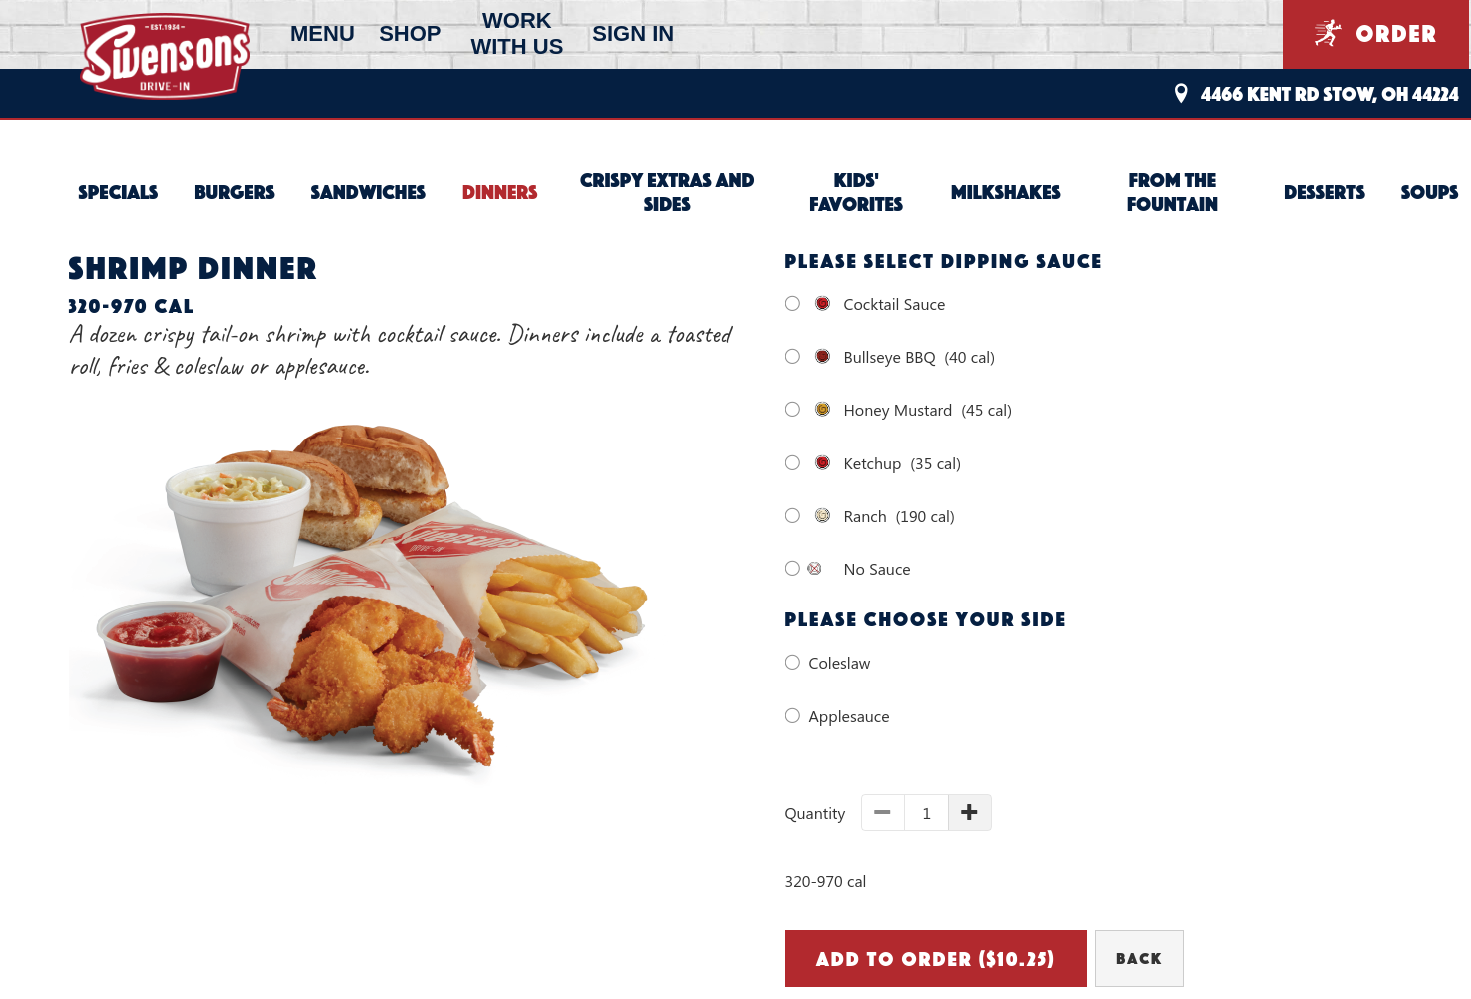 EST.1934
Swensons
DRIVE-IN
MENU
SHOP
WORK
WITH US
SIGN IN
ORDER
4466 KENT RD STOW, OH 44224
SPECIALS
BURGERS
SANDWICHES
DINNERS
CRISPY EXTRAS AND
SIDES
KIDS'
FAVORITES
MILKSHAKES
FROM THE
FOUNTAIN
DESSERTS
SOUPS
SHRIMP DINNER
320-970 CAL
A dozen crispy tail-on shrimp with cocktail sauce. Dinners include a toasted
roll, fries & coleslaw or applesauce.
Swensons
DRIVE-IN
PLEASE SELECT DIPPING SAUCE
Cocktail Sauce
Bullseye BBQ (40 cal)
Honey Mustard (45 cal)
Ketchup (35 cal)
Ranch (190 cal)
No Sauce
PLEASE CHOOSE YOUR SIDE
Coleslaw
Applesauce
Quantity 1
320-970 cal
ADD TO ORDER ($10.25)
BACK